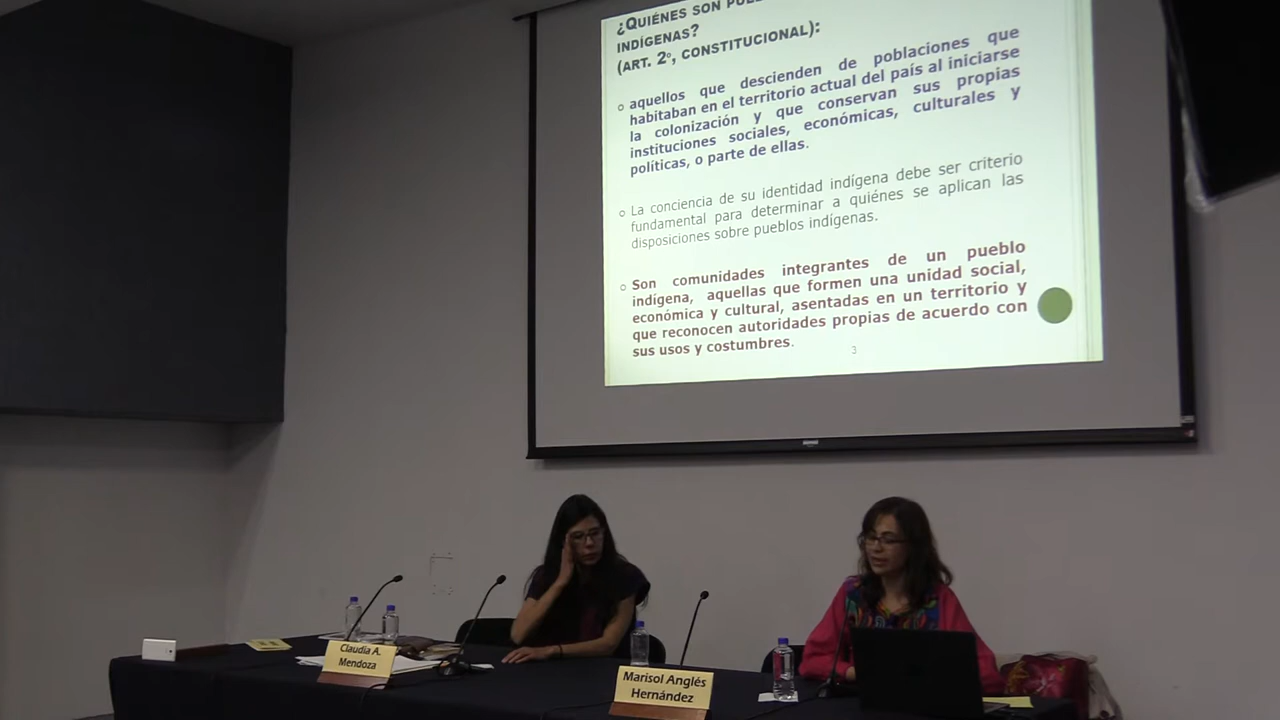 ¿QUIÉNES SON
INDÍGENAS?
(ART. 2º, CONSTITUCIONAL):
aquellos que descienden de poblaciones que
habitaban en el territorio actual del país al iniciarse
la colonización y que conservan sus propias
instituciones sociales, económicas, culturales y
políticas, o parte de ellas.
La conciencia de su identidad indígena debe ser criterio
fundamental para determinar a quiénes se aplican las
disposiciones sobre pueblos indígenas.
Son comunidades integrantes de un pueblo
indígena, aquellas que formen una unidad social,
económica y cultural, asentadas en un territorio y
que reconocen autoridades propias de acuerdo con
sus usos y costumbres.
3
Claudia A.
Mendoza
Marisol Anglés
Hernández